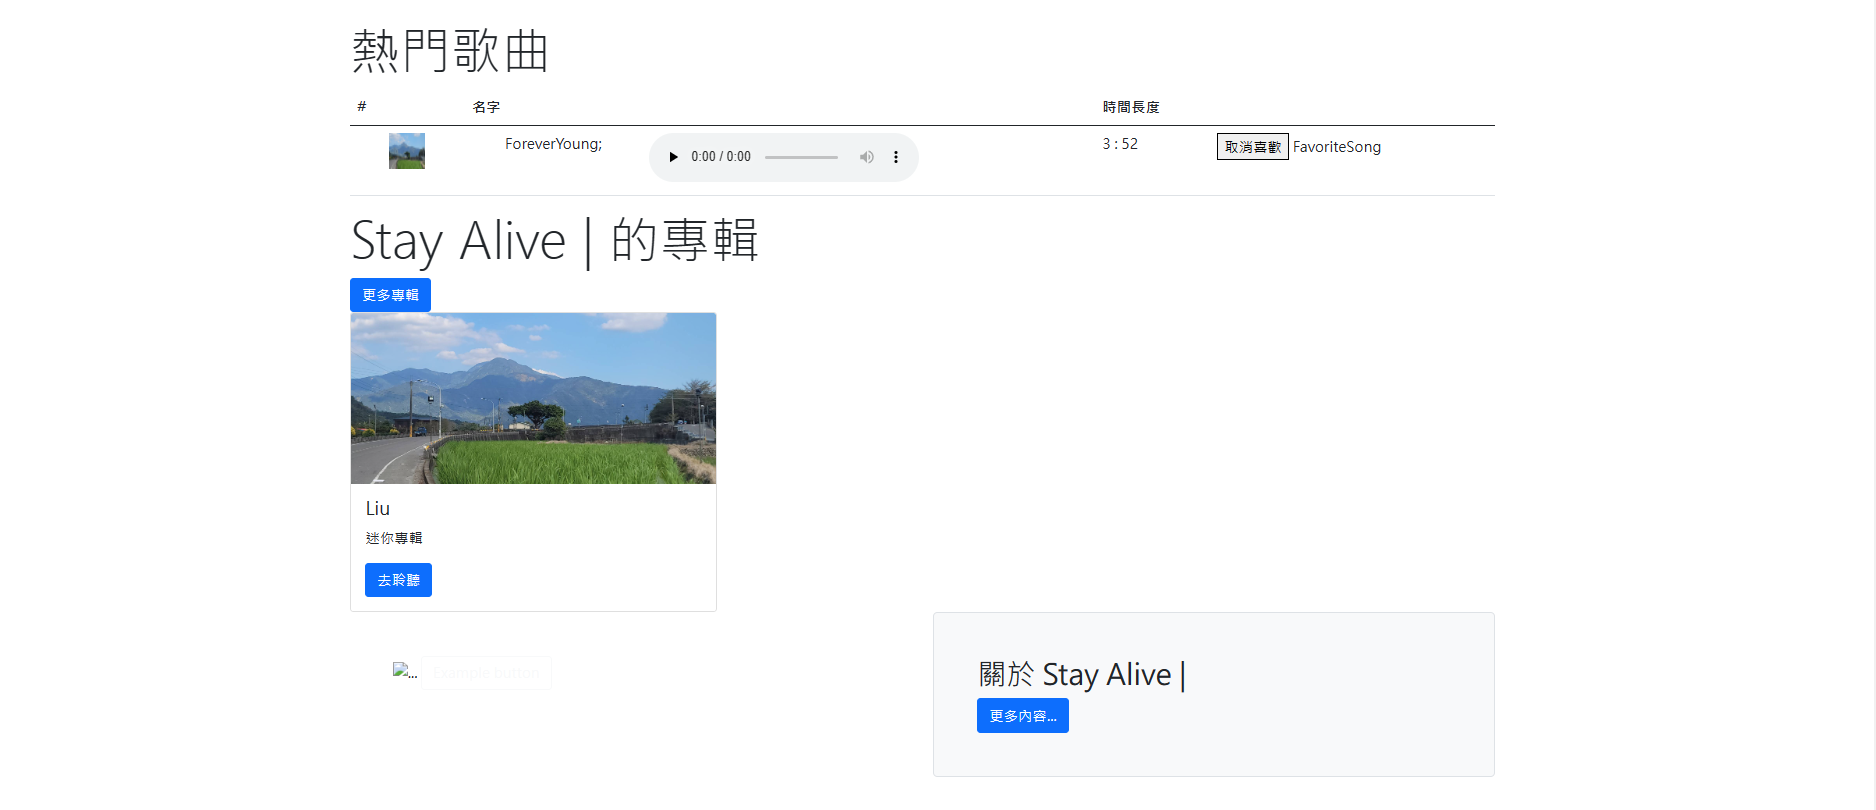 熱門歌曲
# 名字 時間長度
ForeverYoung; 0:00 / 0:00 3 : 52 取消喜歡 FavoriteSong
Stay Alive | 的專輯
更多專輯
Liu
迷你專輯
去聆聽
... Example button
關於 Stay Alive |
更多內容...